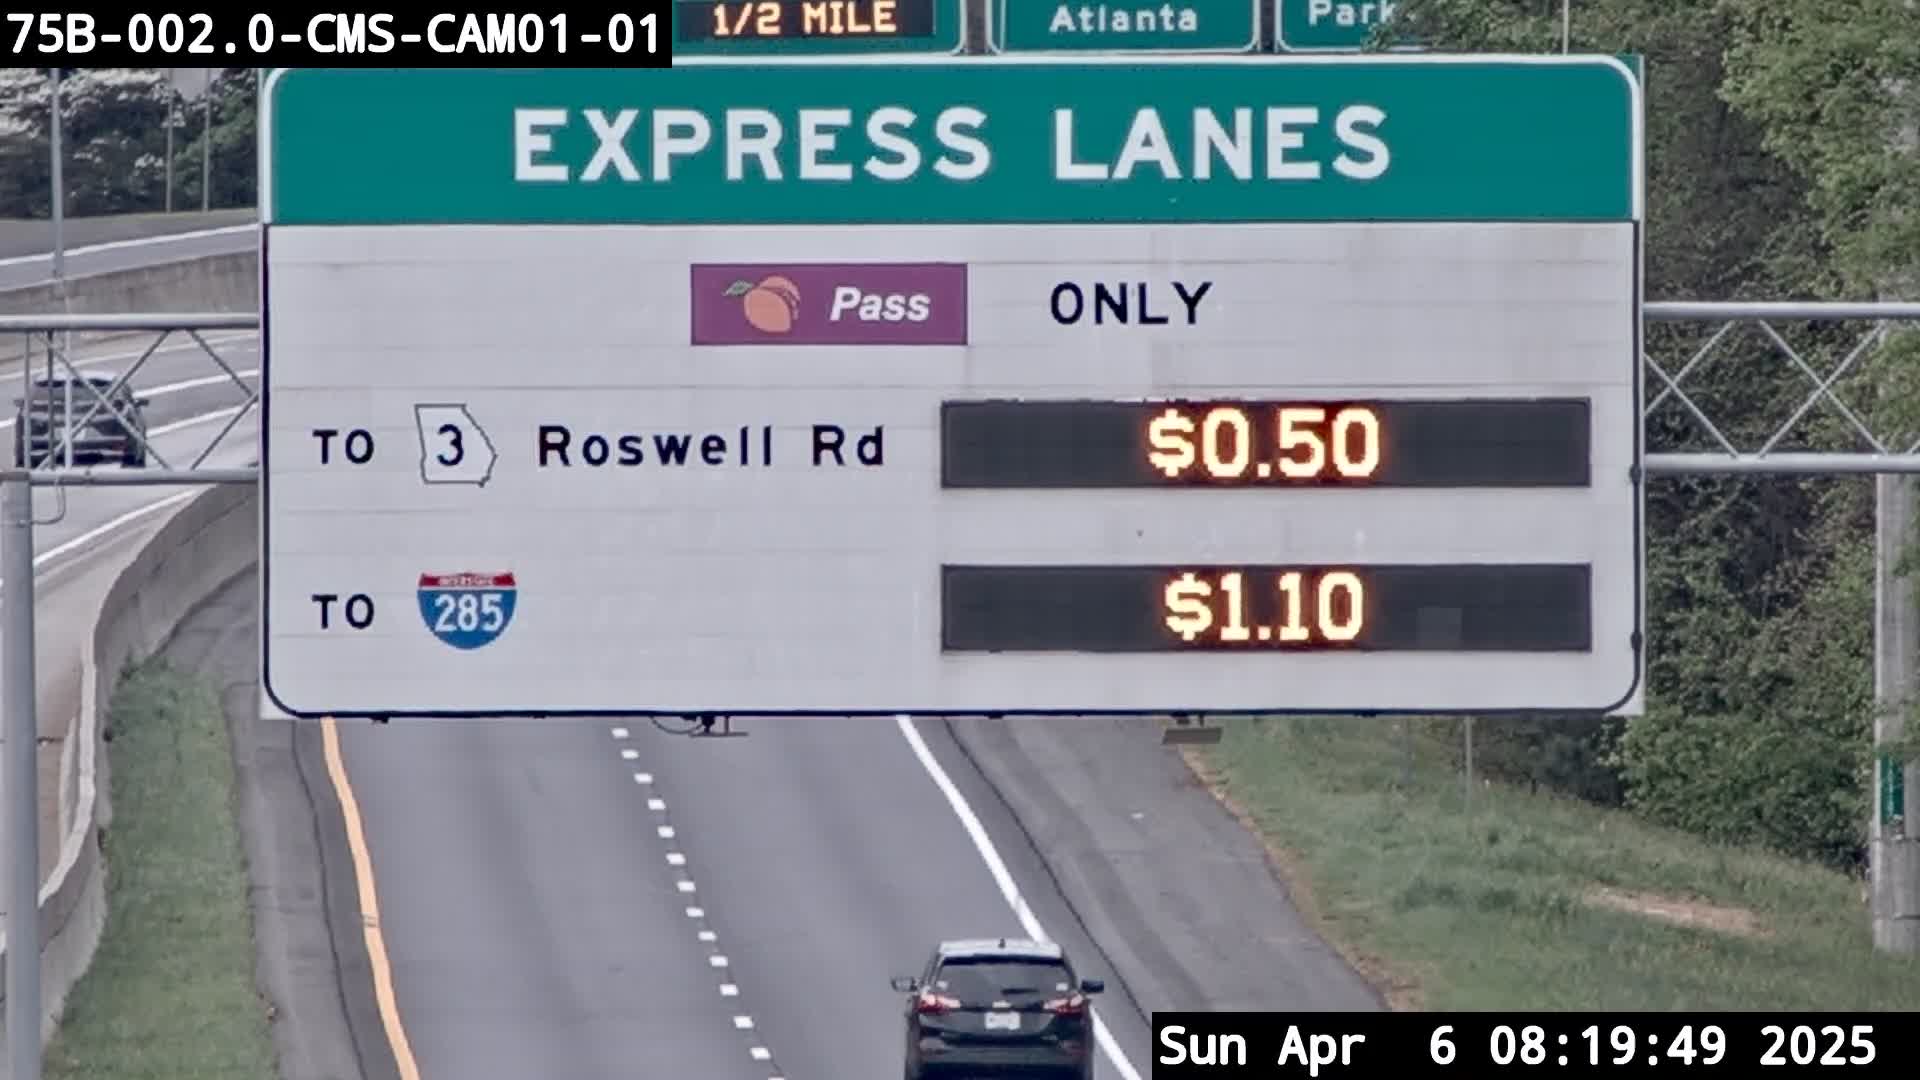 75B-002.0-CMS-CAM01-01
1/2 MILE
Atlanta
Park
EXPRESS LANES
Pass ONLY
TO 3 Roswell Rd $0.50
INTERSTATE
TO 285 $1.10
Sun Apr 6 08:19:49 2025